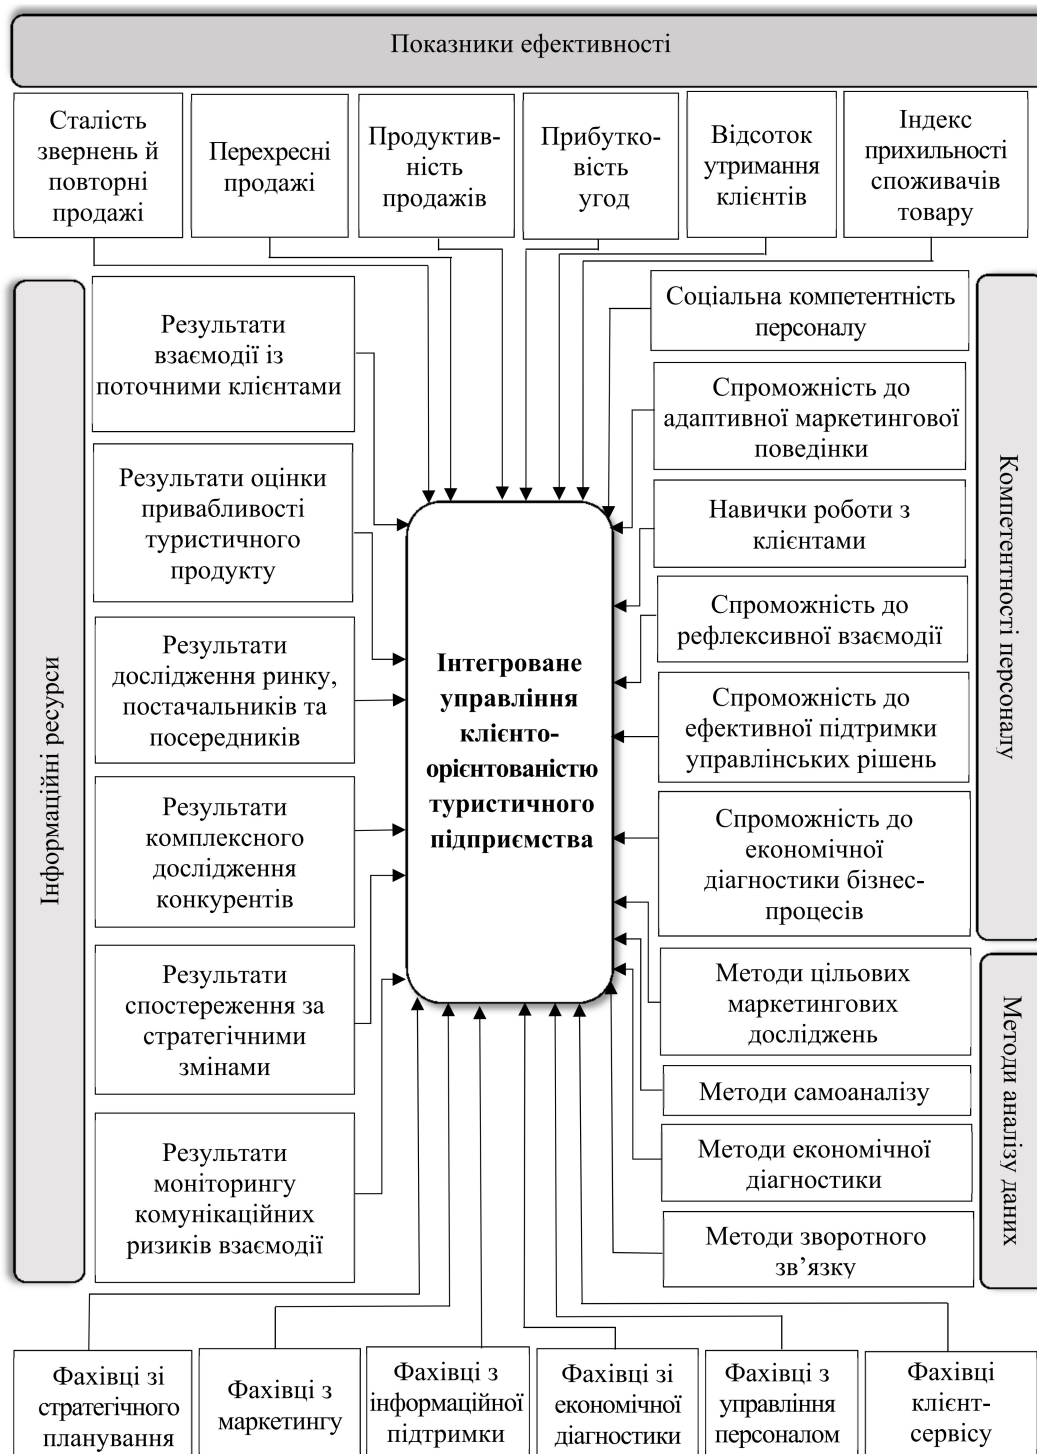 Показники ефективності
Сталість
звернень й
повторні
продажі
Перехресні
продажі
Продуктив-
ність
продажів
Прибутко-
вість
угод
Відсоток
утримання
клієнтів
Індекс
прихильності
споживачів
товару
Інформаційні ресурси
Результати
взаємодії із
поточними клієнтами
Результати оцінки
привабливості
туристичного
продукту
Результати
дослідження ринку,
постачальників та
посередників
Результати
комплексного
дослідження
конкурентів
Результати
спостереження за
стратегічними
змінами
Результати
моніторингу
комунікаційних
ризиків взаємодії
Інтегроване
управління
клієнто-
орієнтованістю
туристичного
підприємства
Соціальна компетентність
персоналу
Спроможність до
адаптивної маркетингової
поведінки
Навички роботи з
клієнтами
Спроможність до
рефлексивної взаємодії
Спроможність до
ефективної підтримки
управлінських рішень
Спроможність до
економічної
діагностики бізнес-
процесів
Компетентності персоналу
Методи цільових
маркетингових
досліджень
Методи самоаналізу
Методи економічної
діагностики
Методи зворотного
зв’язку
Методи аналізу даних
Фахівці зі
стратегічного
планування
Фахівці з
маркетингу
Фахівці з
інформаційної
підтримки
Фахівці зі
економічної
діагностики
Фахівці з
управління
персоналом
Фахівці
клієнт-
сервісу